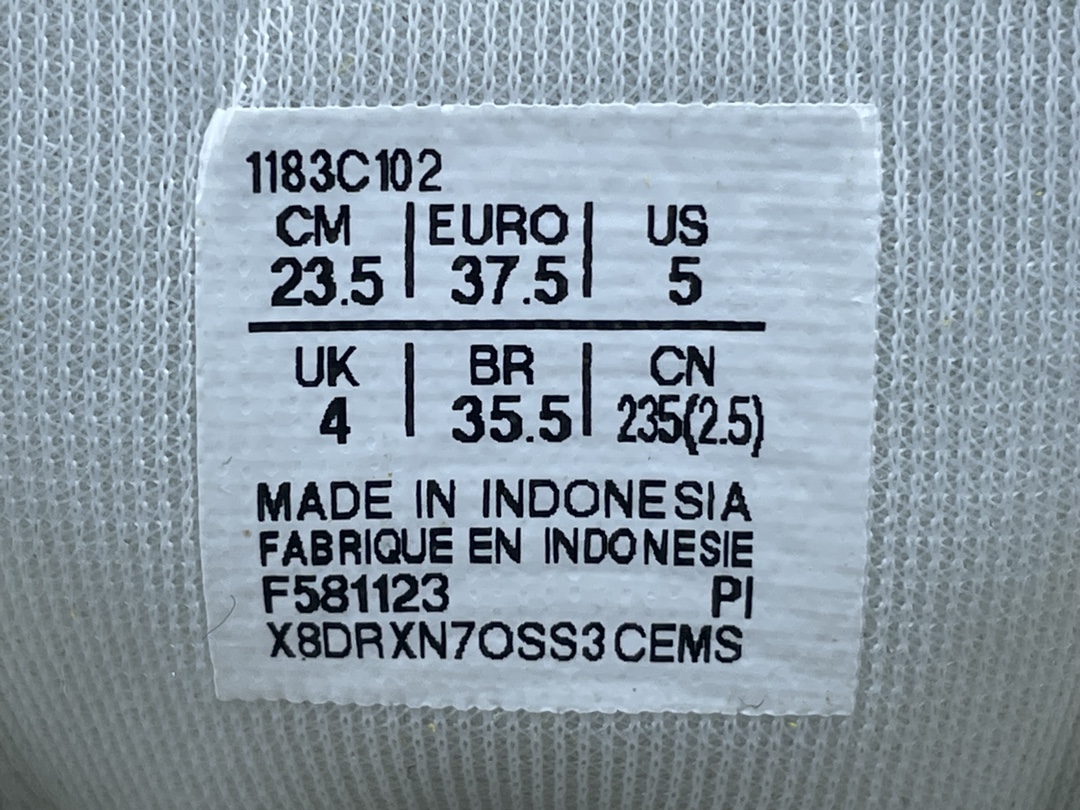 1183C102
CM | EURO | US
23.5 | 37.5 | 5
UK | BR | CN
4 | 35.5 | 235(2.5)
MADE IN INDONESIA
FABRIQUE EN INDONESIE
F581123 PI
X8DRXN7OSS3CEMS